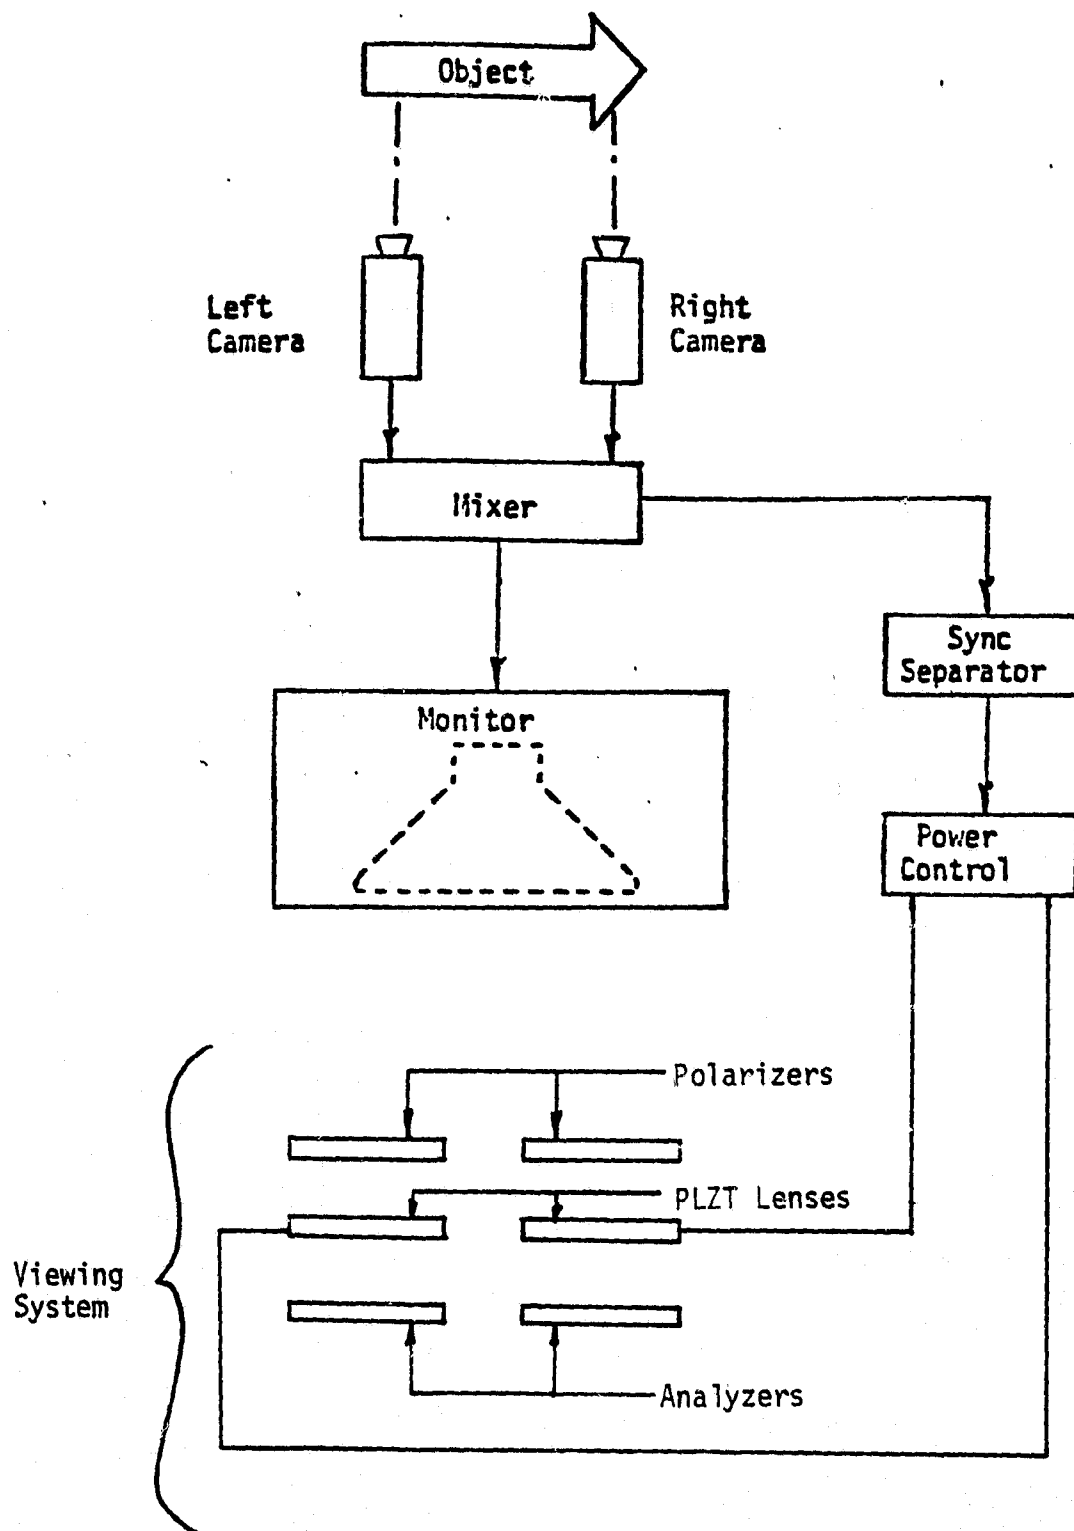 Object
Left
Camera
Right
Camera
Mixer
Sync
Separator
Monitor
Power
Control
Polarizers
PLZT Lenses
Viewing
System
Analyzers